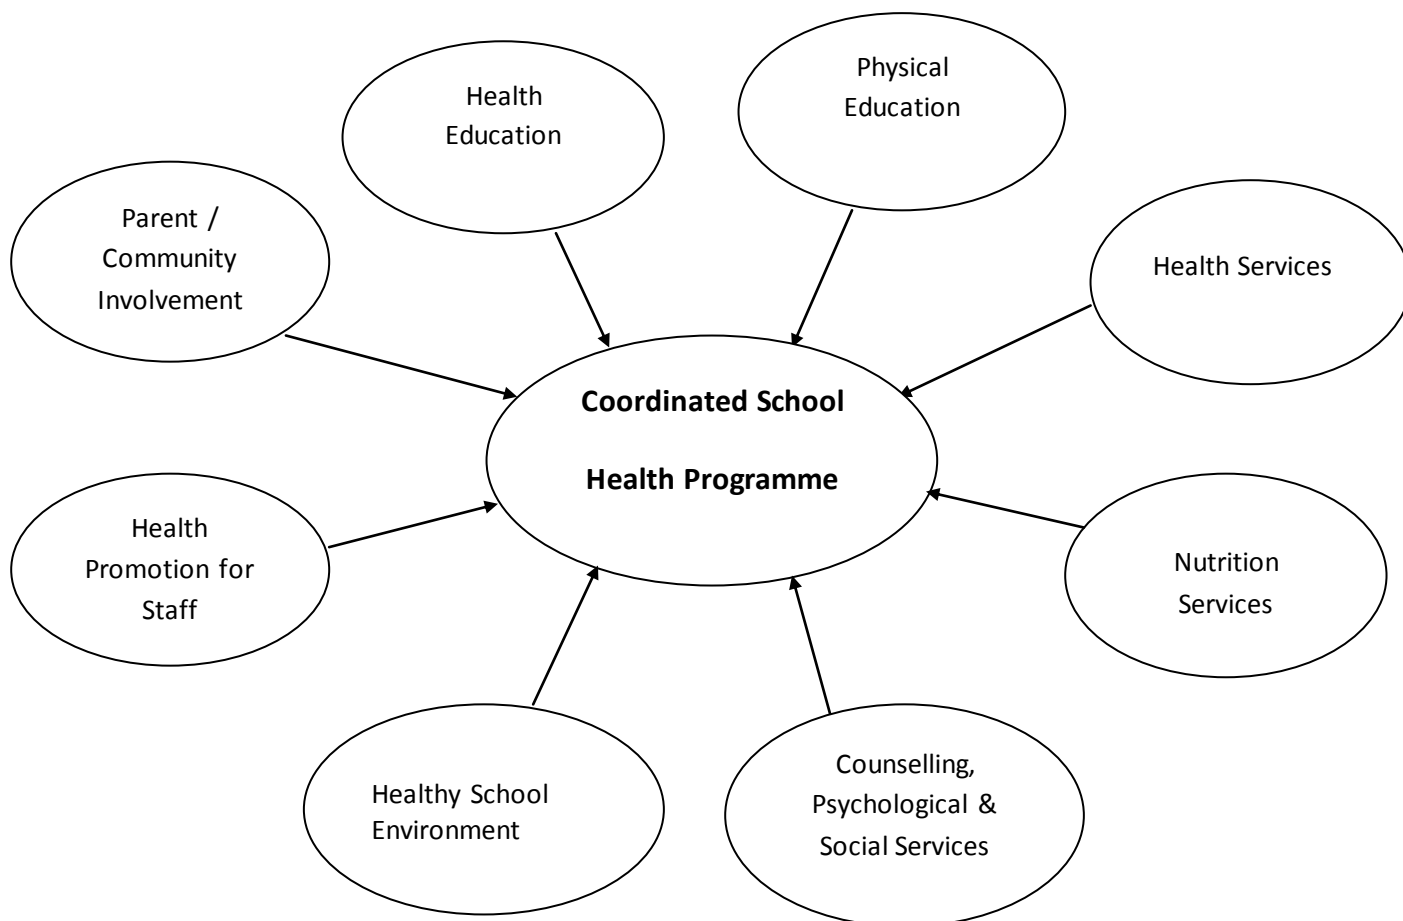 Health
Education
Physical
Education
Parent /
Community
Involvement
Health Services
Coordinated School
Health Programme
Health
Promotion for
Staff
Nutrition
Services
Healthy School
Environment
Counselling,
Psychological &
Social Services